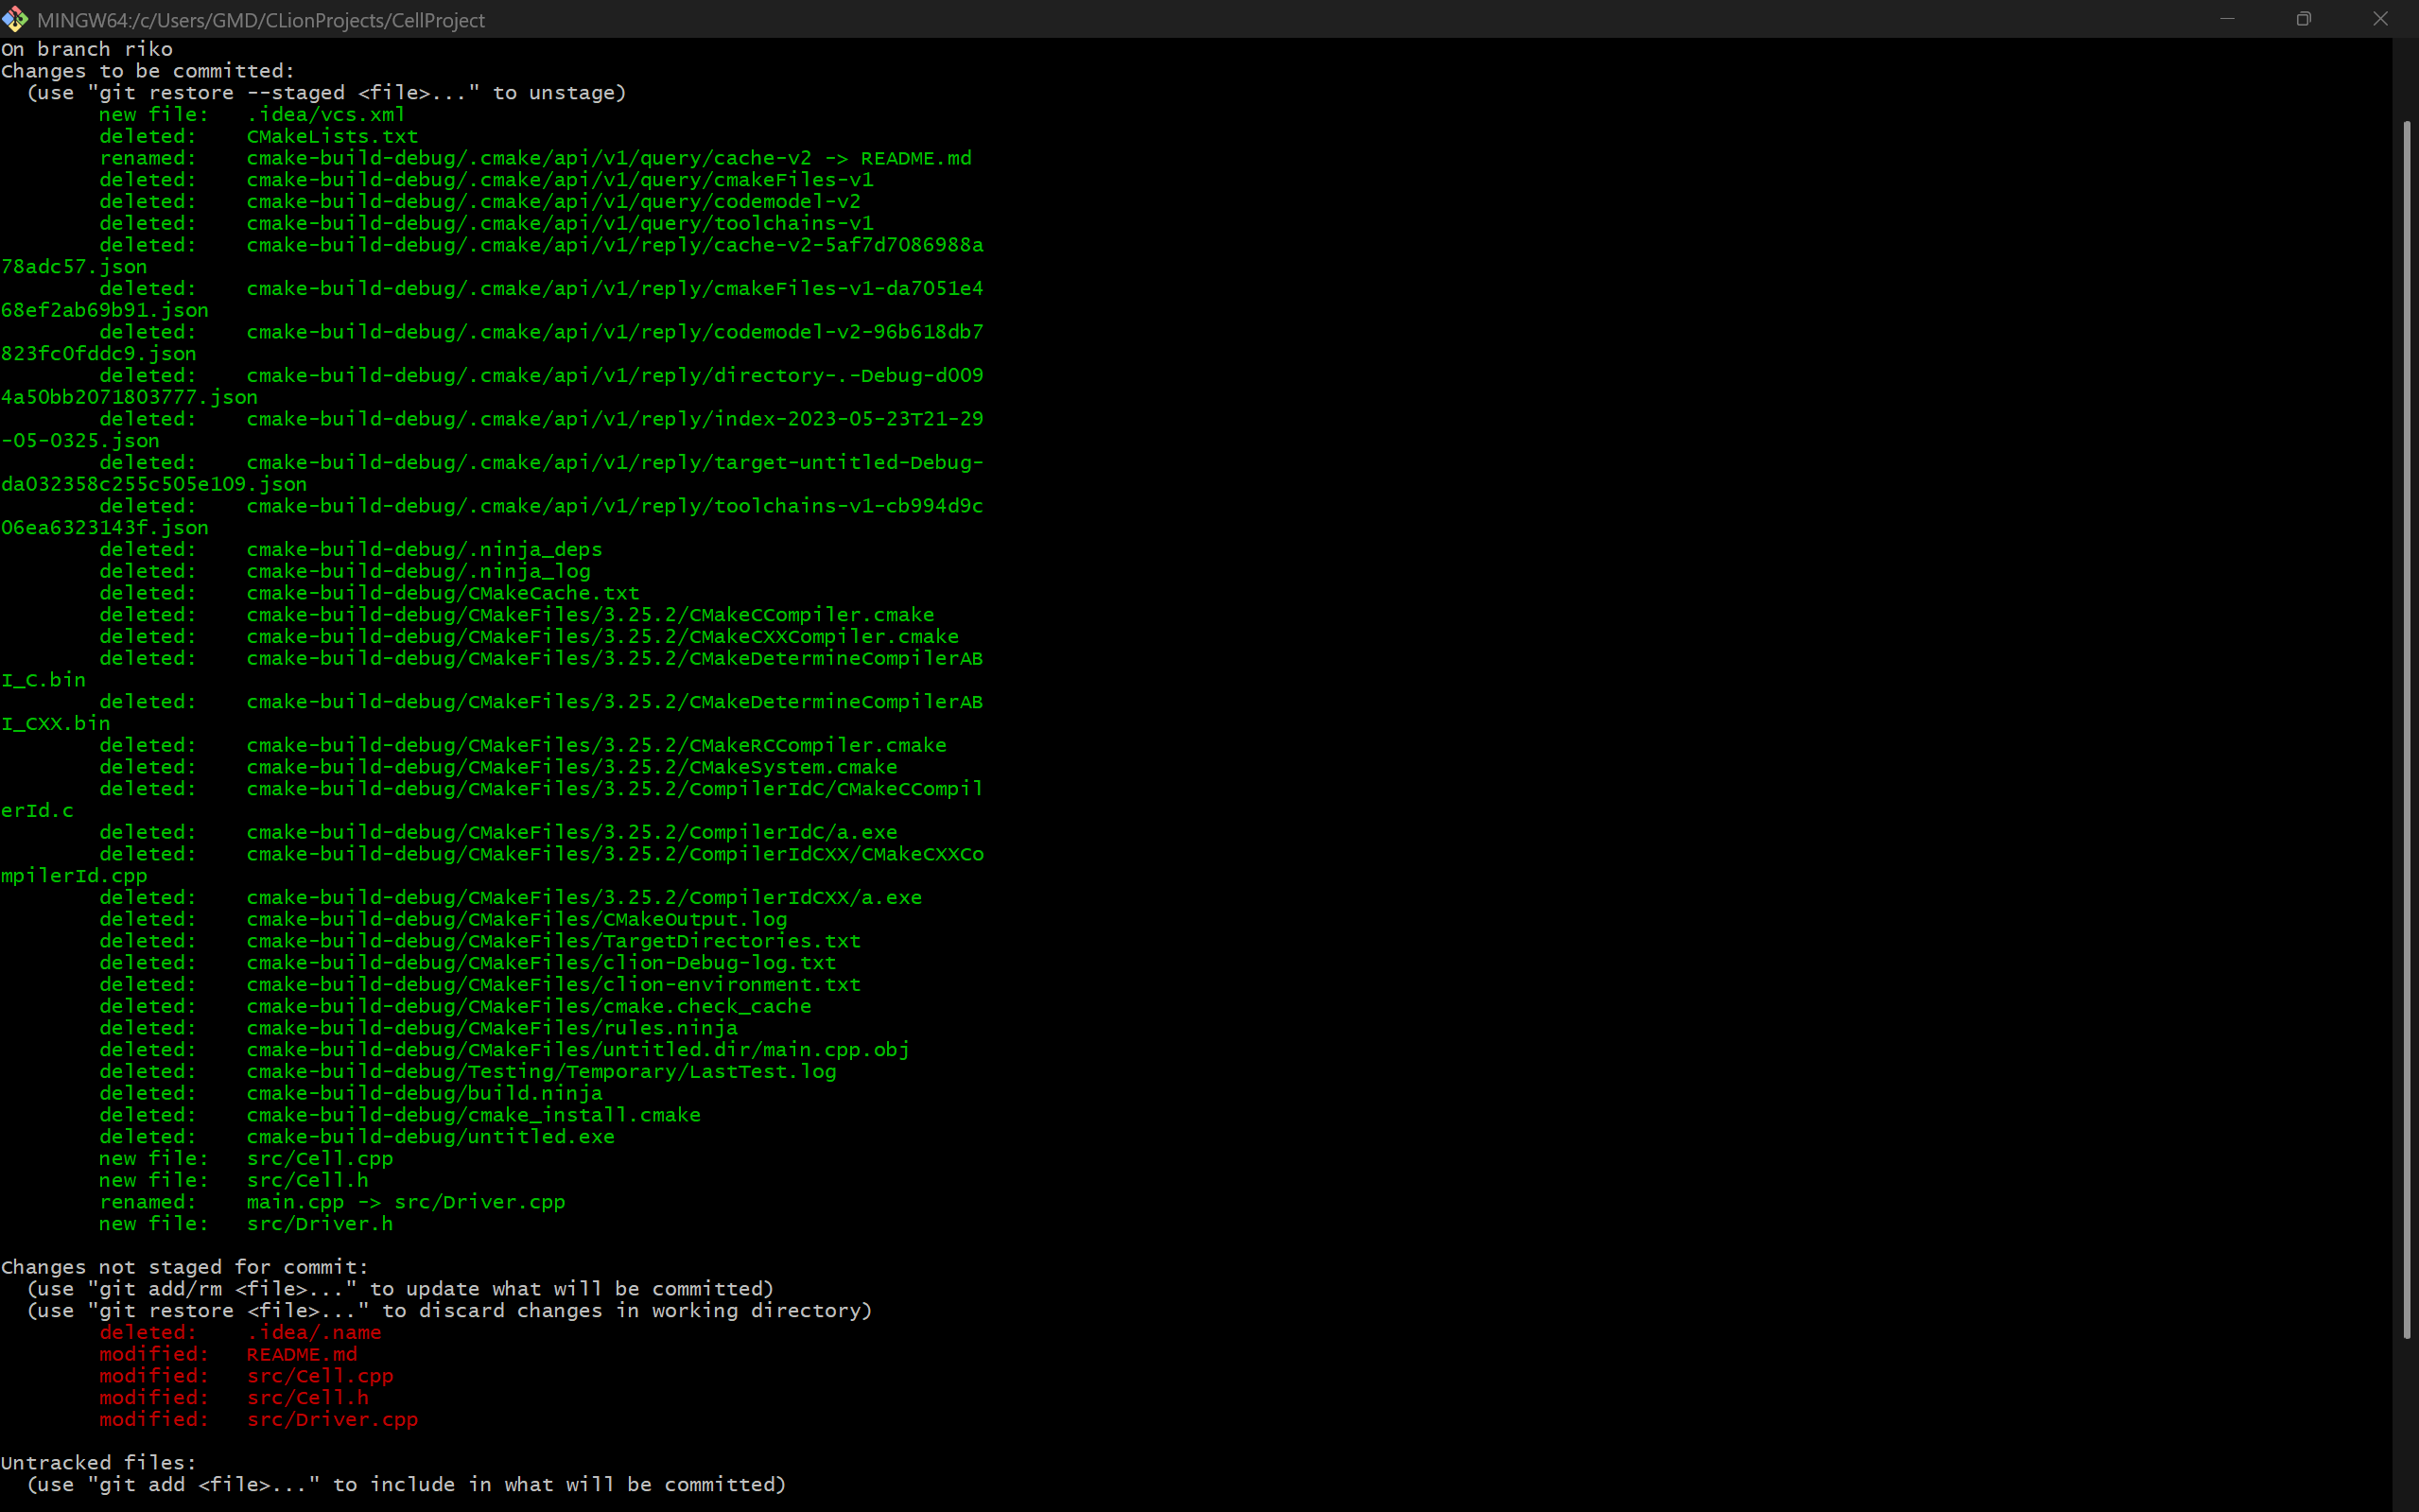 MINGW64:/c/Users/GMD/CLionProjects/CellProject
On branch riko
Changes to be committed:
  (use "git restore --staged <file>..." to unstage)
        new file:   .idea/vcs.xml
        deleted:    CMakeLists.txt
        renamed:    cmake-build-debug/.cmake/api/v1/query/cache-v2 -> README.md
        deleted:    cmake-build-debug/.cmake/api/v1/query/cmakeFiles-v1
        deleted:    cmake-build-debug/.cmake/api/v1/query/codemodel-v2
        deleted:    cmake-build-debug/.cmake/api/v1/query/toolchains-v1
        deleted:    cmake-build-debug/.cmake/api/v1/reply/cache-v2-5af7d7086988a
78adc57.json
        deleted:    cmake-build-debug/.cmake/api/v1/reply/cmakeFiles-v1-da7051e4
68ef2ab69b91.json
        deleted:    cmake-build-debug/.cmake/api/v1/reply/codemodel-v2-96b618db7
823fc0fddc9.json
        deleted:    cmake-build-debug/.cmake/api/v1/reply/directory-.-Debug-d009
4a50bb2071803777.json
        deleted:    cmake-build-debug/.cmake/api/v1/reply/index-2023-05-23T21-29
-05-0325.json
        deleted:    cmake-build-debug/.cmake/api/v1/reply/target-untitled-Debug-
da032358c255c505e109.json
        deleted:    cmake-build-debug/.cmake/api/v1/reply/toolchains-v1-cb994d9c
06ea6323143f.json
        deleted:    cmake-build-debug/.ninja_deps
        deleted:    cmake-build-debug/.ninja_log
        deleted:    cmake-build-debug/CMakeCache.txt
        deleted:    cmake-build-debug/CMakeFiles/3.25.2/CMakeCCompiler.cmake
        deleted:    cmake-build-debug/CMakeFiles/3.25.2/CMakeCXXCompiler.cmake
        deleted:    cmake-build-debug/CMakeFiles/3.25.2/CMakeDetermineCompilerAB
I_C.bin
        deleted:    cmake-build-debug/CMakeFiles/3.25.2/CMakeDetermineCompilerAB
I_CXX.bin
        deleted:    cmake-build-debug/CMakeFiles/3.25.2/CMakeRCCompiler.cmake
        deleted:    cmake-build-debug/CMakeFiles/3.25.2/CMakeSystem.cmake
        deleted:    cmake-build-debug/CMakeFiles/3.25.2/CompilerIdC/CMakeCCompil
erId.c
        deleted:    cmake-build-debug/CMakeFiles/3.25.2/CompilerIdC/a.exe
        deleted:    cmake-build-debug/CMakeFiles/3.25.2/CompilerIdCXX/CMakeCXXCo
mpilerId.cpp
        deleted:    cmake-build-debug/CMakeFiles/3.25.2/CompilerIdCXX/a.exe
        deleted:    cmake-build-debug/CMakeFiles/CMakeOutput.log
        deleted:    cmake-build-debug/CMakeFiles/TargetDirectories.txt
        deleted:    cmake-build-debug/CMakeFiles/clion-Debug-log.txt
        deleted:    cmake-build-debug/CMakeFiles/clion-environment.txt
        deleted:    cmake-build-debug/CMakeFiles/cmake.check_cache
        deleted:    cmake-build-debug/CMakeFiles/rules.ninja
        deleted:    cmake-build-debug/CMakeFiles/untitled.dir/main.cpp.obj
        deleted:    cmake-build-debug/Testing/Temporary/LastTest.log
        deleted:    cmake-build-debug/build.ninja
        deleted:    cmake-build-debug/cmake_install.cmake
        deleted:    cmake-build-debug/untitled.exe
        new file:   src/Cell.cpp
        new file:   src/Cell.h
        renamed:    main.cpp -> src/Driver.cpp
        new file:   src/Driver.h

Changes not staged for commit:
  (use "git add/rm <file>..." to update what will be committed)
  (use "git restore <file>..." to discard changes in working directory)
        deleted:    .idea/.name
        modified:   README.md
        modified:   src/Cell.cpp
        modified:   src/Cell.h
        modified:   src/Driver.cpp

Untracked files:
  (use "git add <file>..." to include in what will be committed)